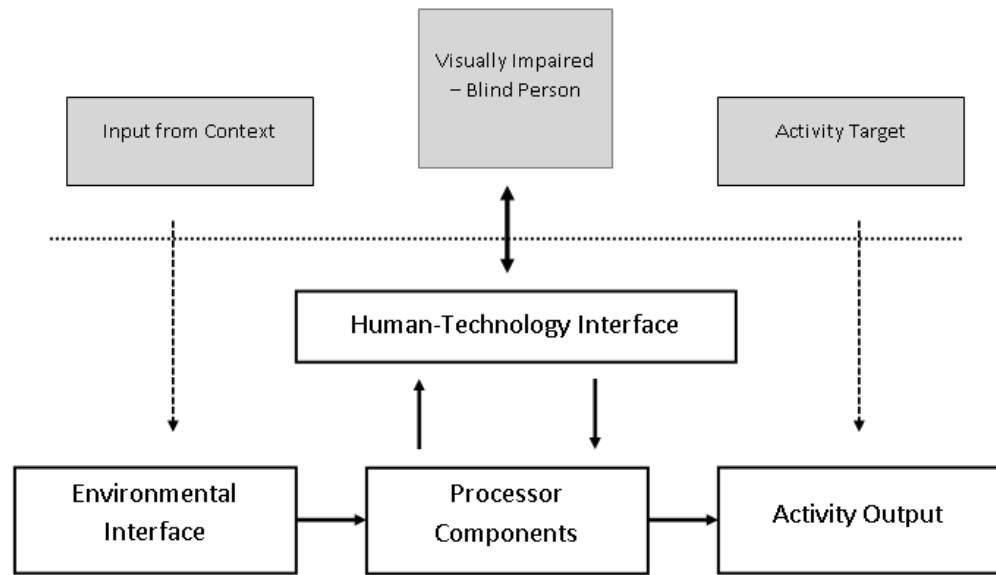 Visually Impaired
– Blind Person
Input from Context
Activity Target
Human-Technology Interface
Environmental
Interface
Processor
Components
Activity Output